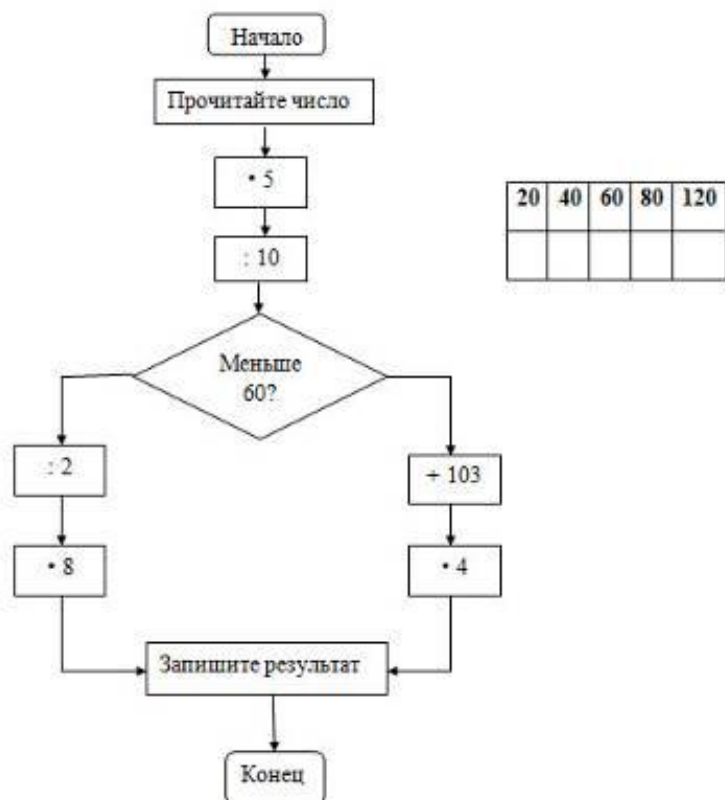 Начало
Прочитайте число
• 5
: 10
20 40 60 80 120
Меньше
60?
: 2
• 8
+ 103
• 4
Запишите результат
Конец